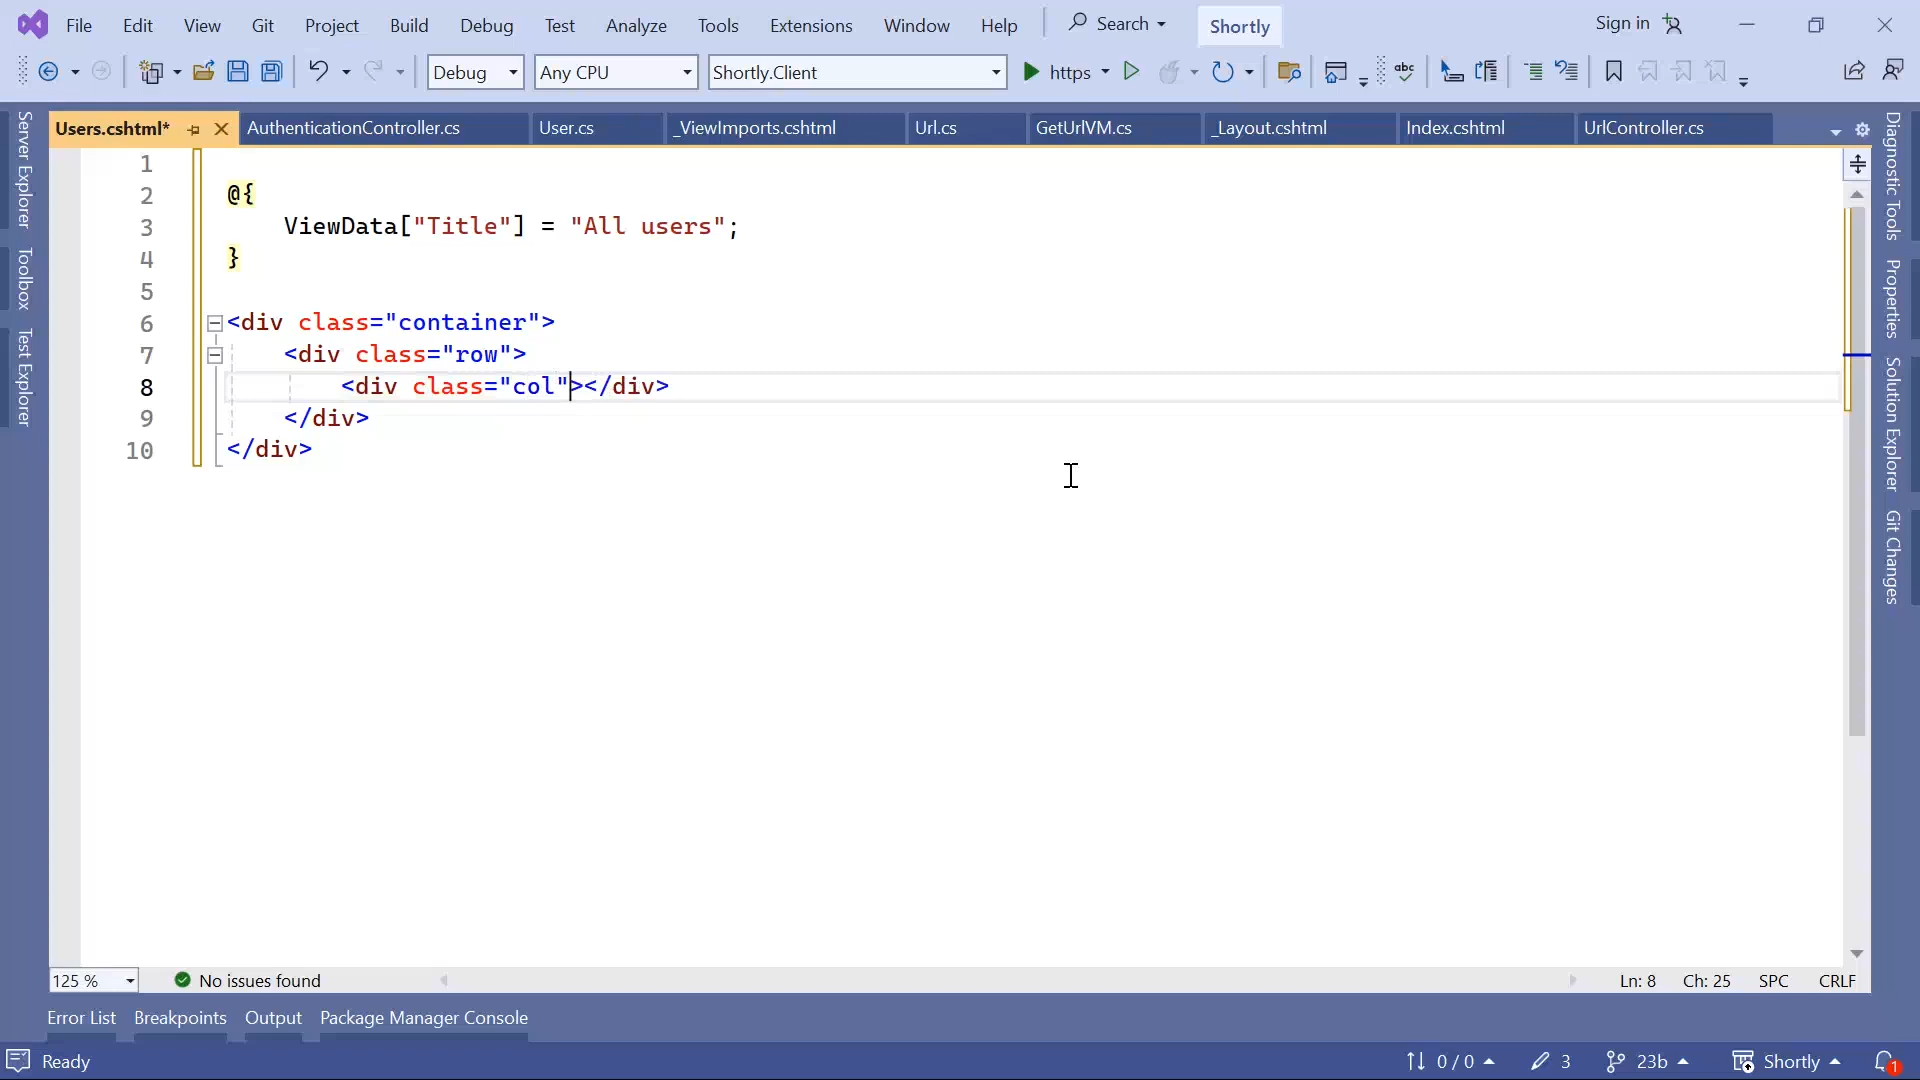 File Edit View Git Project Build Debug Test Analyze Tools Extensions Window Help Search Shortly Sign in
Debug Any CPU Shortly.Client https abc
Users.cshtml* AuthenticationController.cs User.cs _ViewImports.cshtml Url.cs GetUrlVM.cs _Layout.cshtml Index.cshtml UrlController.cs
Server Explorer
Toolbox
Test Explorer
1
2 @{
3 ViewData["Title"] = "All users";
4 }
5
6 <div class="container">
7 <div class="row">
8 <div class="col"></div>
9 </div>
10 </div>
Diagnostic Tools
Properties
Solution Explorer
Git Changes
125 % No issues found Ln: 8 Ch: 25 SPC CRLF
Error List Breakpoints Output Package Manager Console
Ready 0 / 0 3 23b Shortly 1